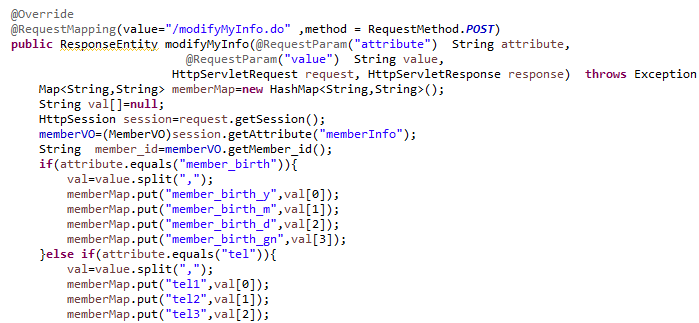 @Override
@RequestMapping(value="/modifyMyInfo.do" ,method = RequestMethod.POST)
public ResponseEntity modifyMyInfo(@RequestParam("attribute")  String attribute,
                         @RequestParam("value")  String value,
                       HttpServletRequest request, HttpServletResponse response)  throws Exception
    Map<String,String> memberMap=new HashMap<String,String>();
    String val[]=null;
    HttpSession session=request.getSession();
    memberVO=(MemberVO)session.getAttribute("memberInfo");
    String  member_id=memberVO.getMember_id();
    if(attribute.equals("member_birth")){
        val=value.split(",");
        memberMap.put("member_birth_y",val[0]);
        memberMap.put("member_birth_m",val[1]);
        memberMap.put("member_birth_d",val[2]);
        memberMap.put("member_birth_gn",val[3]);
    }else if(attribute.equals("tel")){
        val=value.split(",");
        memberMap.put("tel1",val[0]);
        memberMap.put("tel2",val[1]);
        memberMap.put("tel3",val[2]);